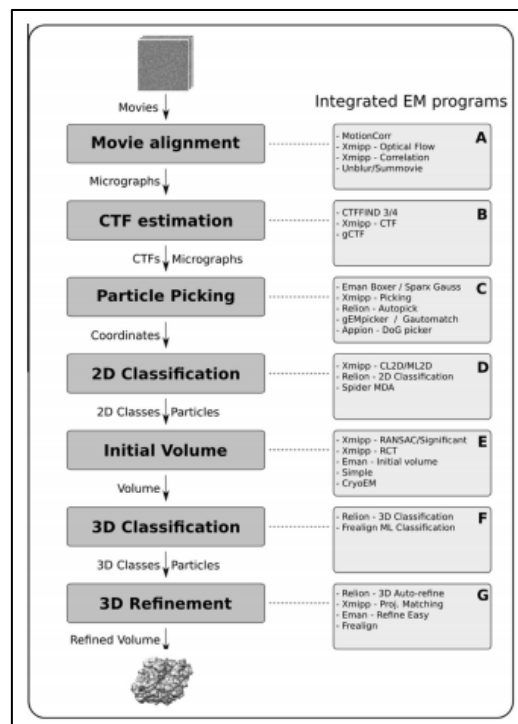 Movies
Integrated EM programs
Movie alignment
A
- MotionCorr
- Xmipp - Optical Flow
- Xmipp - Correlation
- Unblur/Summovie
Micrographs
CTF estimation
B
- CTFFIND 3/4
- Xmipp - CTF
- gCTF
CTFs Micrographs
Particle Picking
C
- Eman Boxer / Sparx Gauss
- Xmipp - Picking
- Relion - Autopick
- gEMpicker / Gautomatch
- Appion - DoG picker
Coordinates
2D Classification
D
- Xmipp - CL2D/ML2D
- Relion - 2D Classification
- Spider MDA
2D Classes Particles
Initial Volume
E
- Xmipp - RANSAC/Significant
- Xmipp - RCT
- Eman - Initial volume
- Simple
- CryoEM
Volume
3D Classification
F
- Relion - 3D Classification
- Frealign ML Classification
3D Classes Particles
3D Refinement
G
- Relion - 3D Auto-refine
- Xmipp - Proj. Matching
- Eman - Refine Easy
- Frealign
Refined Volume